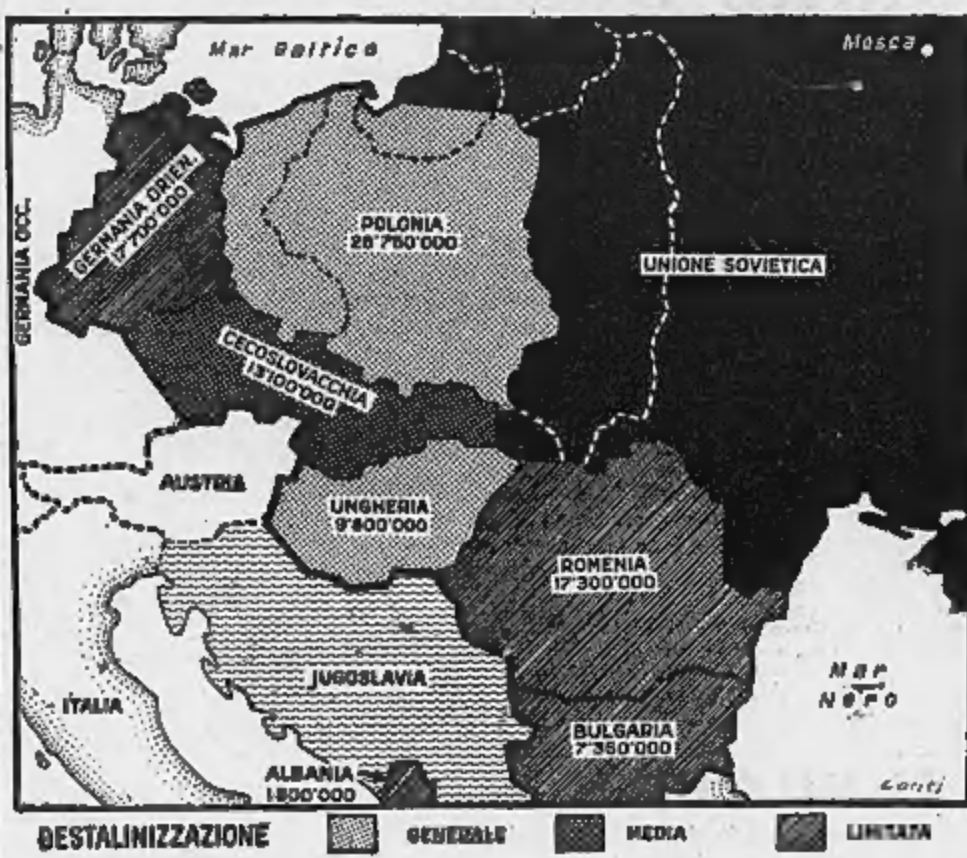 Mar Baltico
Mosca
GERMANIA ORIEN.
17'700'000
POLONIA
26'750'000
UNIONE SOVIETICA
GERMANIA OCC.
CECOSLOVACCHIA
13'100'000
AUSTRIA
UNGHERIA
9'800'000
ROMENIA
17'300'000
JUGOSLAVIA
ITALIA
Mar
Nero
BULGARIA
7'350'000
ALBANIA
1'800'000
DESTALINIZZAZIONE GENERALE MEDIA LIMITATA